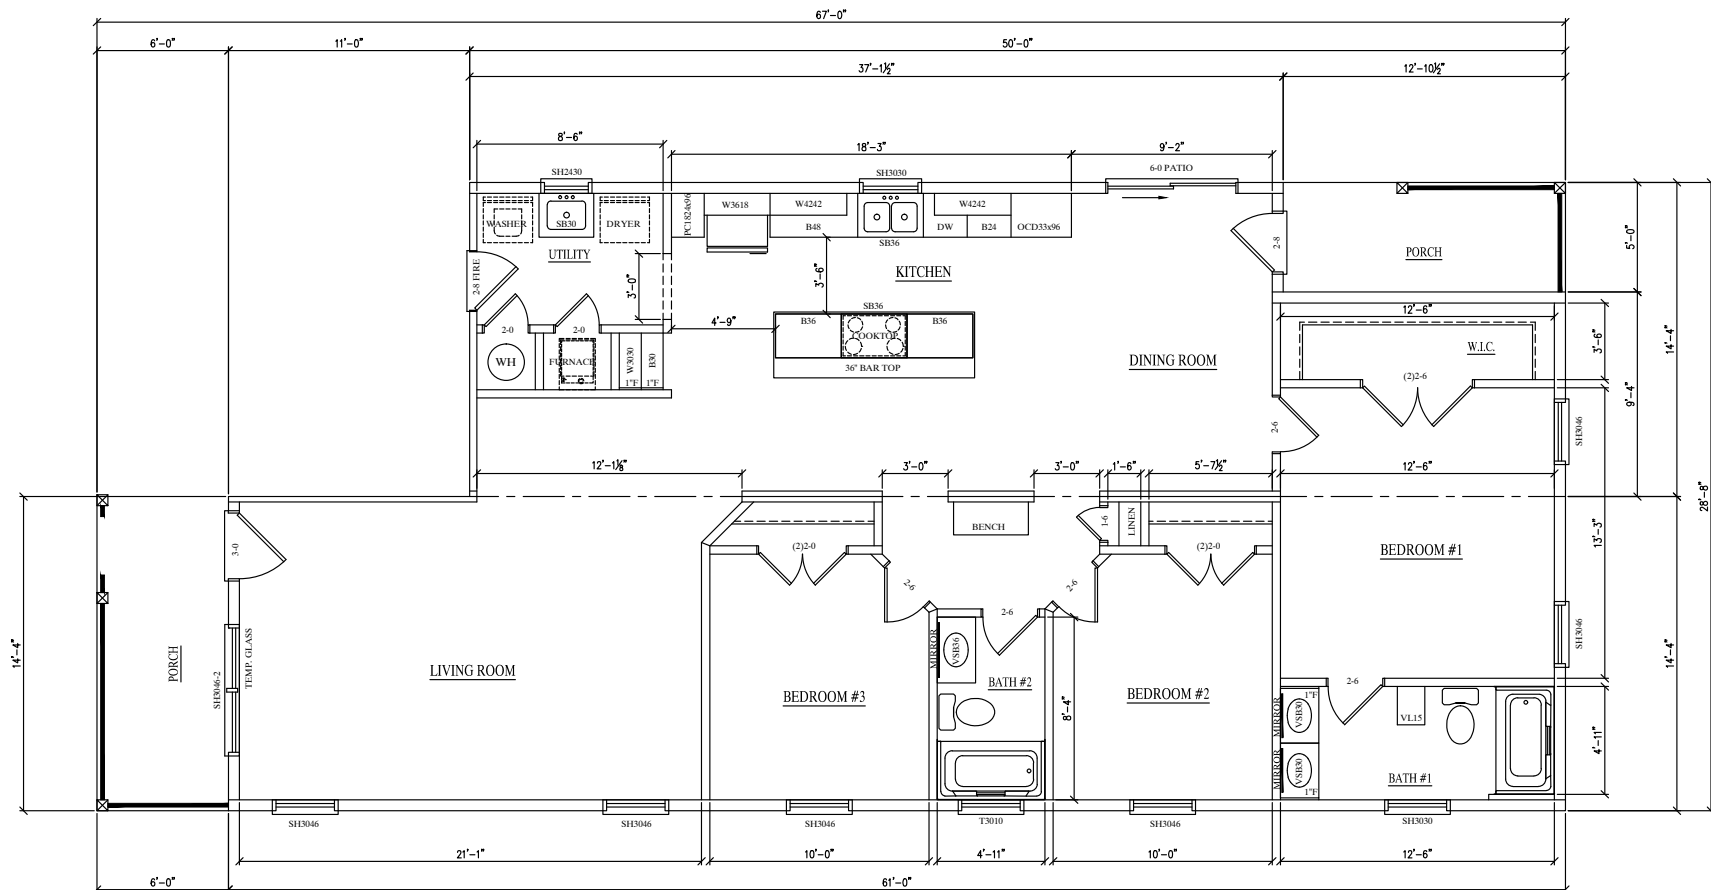 67'-0"
6'-0" 11'-0" 50'-0"
37'-1½" 12'-10½"
8'-6" 18'-3" 9'-2"
6-0 PATIO
SH2430 SH3030
WASHER SB30 DRYER
PC1824x96 W3618 W4242 W4242
B48 DW B24 OCD33x96
SB36
UTILITY
KITCHEN
PORCH
2-8 FIRE
2-8
5'-0"
3'-0"
3'-6"
SB36
B36 B36
COOKTOP
36" BAR TOP
4'-9"
2-0 2-0
WH FURNACE W3030 B30
1"F 1"F
DINING ROOM
12'-6"
W.I.C.
3'-6"
14'-4"
9'-4"
(2)2-6
2-6
SH3046
12'-1⅛" 3'-0" 3'-0" 1'-6" 5'-7½" 12'-6"
28'-8"
BENCH
1-6
LINEN
3-0
(2)2-0 (2)2-0
BEDROOM #1
13'-3"
2-6 2-6
2-6
SH3046
14'-4"
PORCH
SH3046-2
TEMP. GLASS
LIVING ROOM
BEDROOM #3
MIRROR
VSB36
BATH #2
8'-4"
BEDROOM #2
14'-4"
2-6
1"F
MIRROR
VSB30
VL15
MIRROR
VSB30
1"F
BATH #1
4'-11"
SH3046 SH3046 SH3046 T3010 SH3046 SH3030
21'-1" 10'-0" 4'-11" 10'-0" 12'-6"
6'-0" 61'-0"